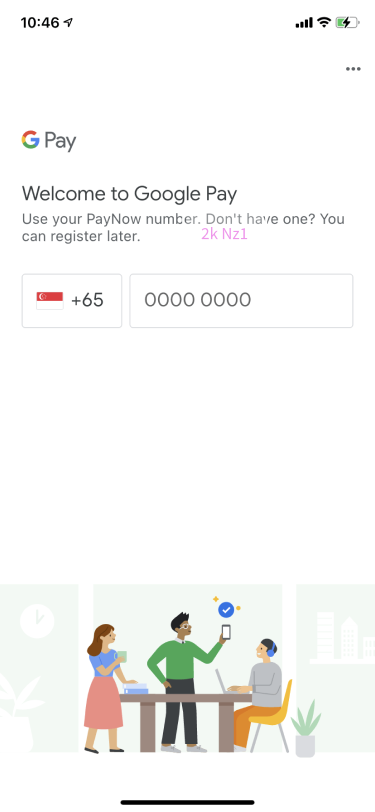 10:46
G Pay
Welcome to Google Pay
Use your PayNow number. Don't have one? You
can register later.
2k Nz1
+65
0000 0000